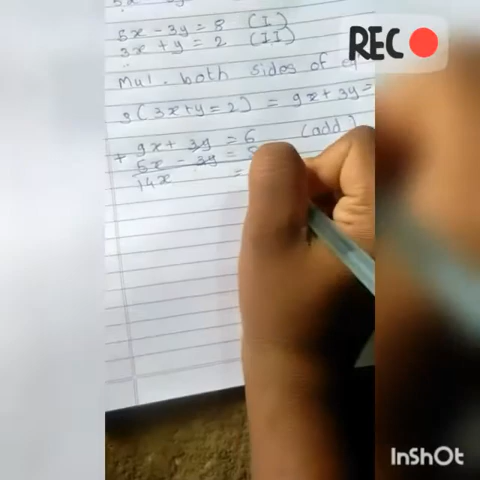 5x - 3y = 8 (I)
3x + y = 2 (II)
Mul. both sides of
3(3x+y=2) = 9x+3y=
+ 9x + 3y = 6 (add)
5x - 3y =
14x =
REC
InShOt